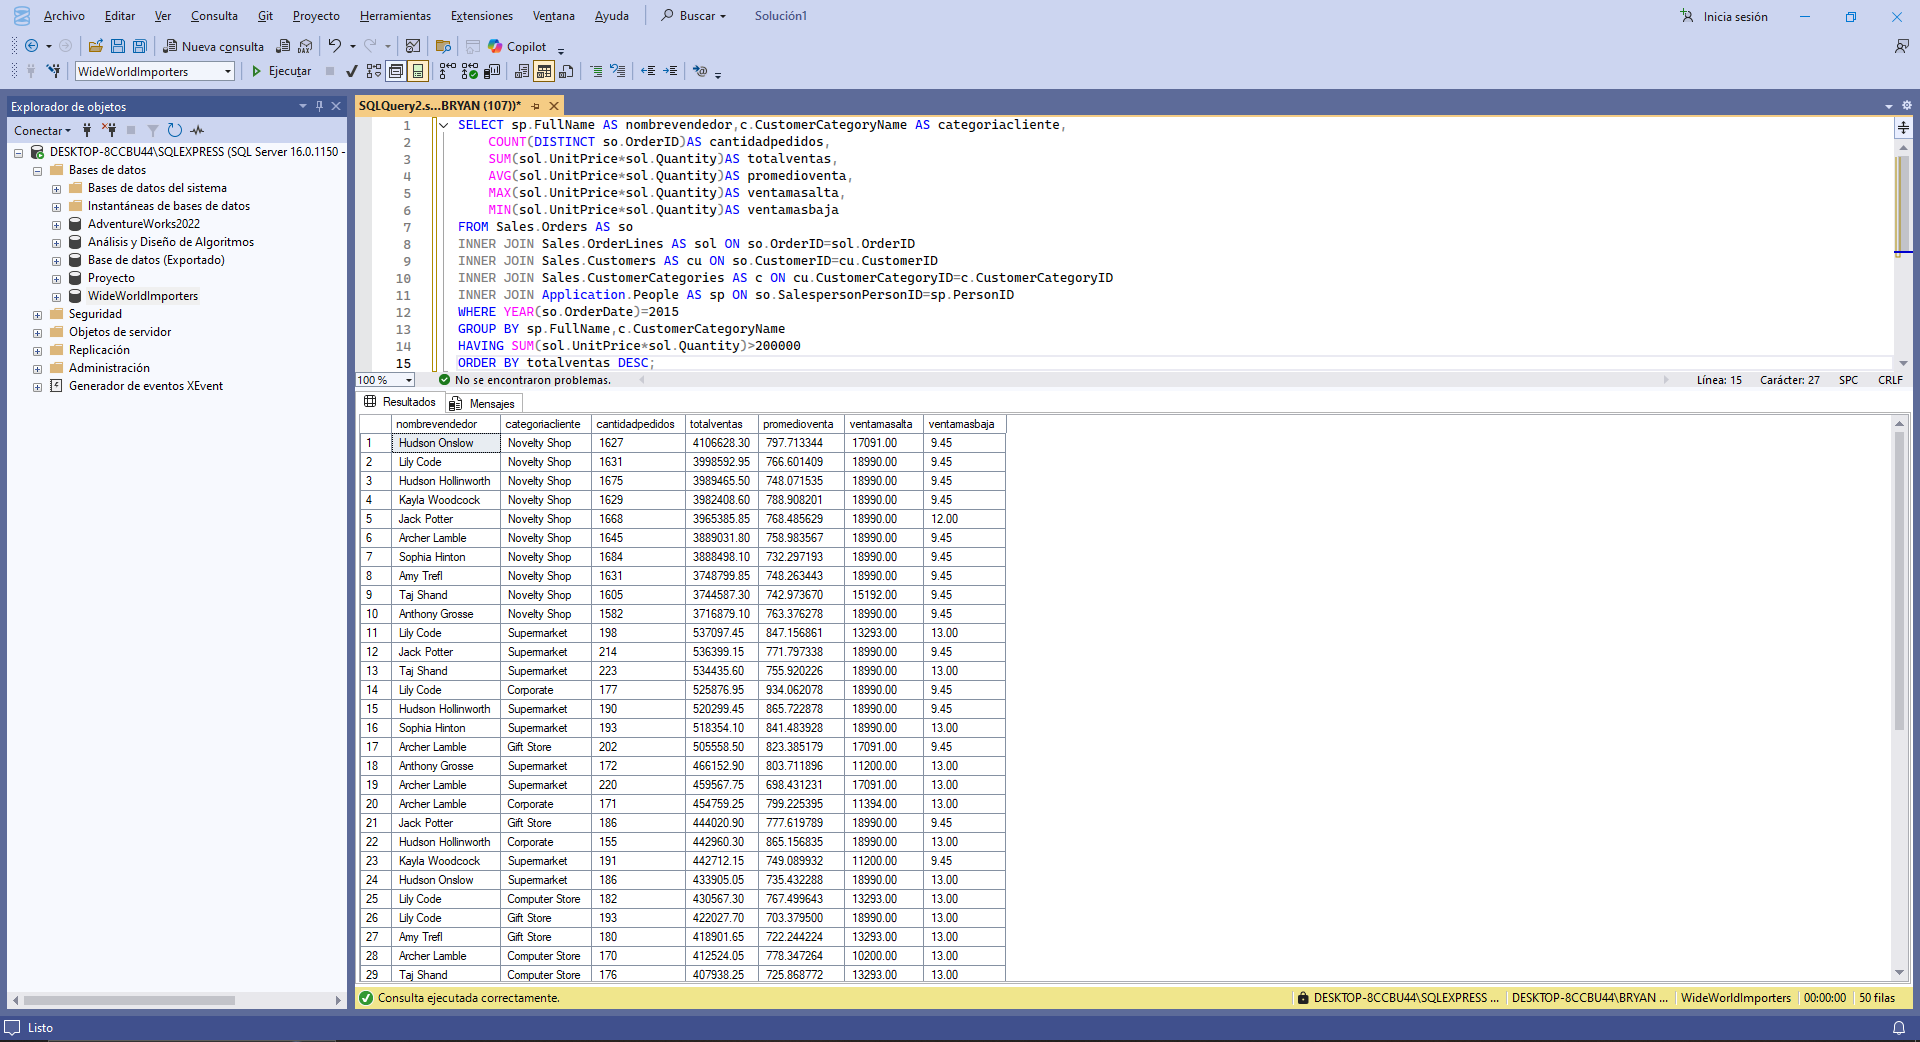 Archivo Editar Ver Consulta Git Proyecto Herramientas Extensiones Ventana Ayuda Buscar Solución1 Inicia sesión
Nueva consulta DAX Copilot
WideWorldImporters Ejecutar
Explorador de objetos
Conectar
DESKTOP-8CCBU44\SQLEXPRESS (SQL Server 16.0.1150 -
Bases de datos
Bases de datos del sistema
Instantáneas de bases de datos
AdventureWorks2022
Análisis y Diseño de Algoritmos
Base de datos (Exportado)
Proyecto
WideWorldImporters
Seguridad
Objetos de servidor
Replicación
Administración
Generador de eventos XEvent
SQLQuery2.s...BRYAN (107))*
1 SELECT sp.FullName AS nombrevendedor,c.CustomerCategoryName AS categoriacliente,
2 COUNT(DISTINCT so.OrderID)AS cantidadpedidos,
3 SUM(sol.UnitPrice*sol.Quantity)AS totalventas,
4 AVG(sol.UnitPrice*sol.Quantity)AS promedioventa,
5 MAX(sol.UnitPrice*sol.Quantity)AS ventamasalta,
6 MIN(sol.UnitPrice*sol.Quantity)AS ventamasbaja
7 FROM Sales.Orders AS so
8 INNER JOIN Sales.OrderLines AS sol ON so.OrderID=sol.OrderID
9 INNER JOIN Sales.Customers AS cu ON so.CustomerID=cu.CustomerID
10 INNER JOIN Sales.CustomerCategories AS c ON cu.CustomerCategoryID=c.CustomerCategoryID
11 INNER JOIN Application.People AS sp ON so.SalespersonPersonID=sp.PersonID
12 WHERE YEAR(so.OrderDate)=2015
13 GROUP BY sp.FullName,c.CustomerCategoryName
14 HAVING SUM(sol.UnitPrice*sol.Quantity)>200000
15 ORDER BY totalventas DESC;
100 % No se encontraron problemas. Línea: 15 Carácter: 27 SPC CRLF
Resultados Mensajes
nombrevendedor categoriacliente cantidadpedidos totalventas promedioventa ventamasalta ventamasbaja
1 Hudson Onslow Novelty Shop 1627 4106628.30 797.713344 17091.00 9.45
2 Lily Code Novelty Shop 1631 3998592.95 766.601409 18990.00 9.45
3 Hudson Hollinworth Novelty Shop 1675 3989465.50 748.071535 18990.00 9.45
4 Kayla Woodcock Novelty Shop 1629 3982408.60 788.908201 18990.00 9.45
5 Jack Potter Novelty Shop 1668 3965385.85 768.485629 18990.00 12.00
6 Archer Lamble Novelty Shop 1645 3889031.80 758.983567 18990.00 9.45
7 Sophia Hinton Novelty Shop 1684 3888498.10 732.297193 18990.00 9.45
8 Amy Trefl Novelty Shop 1631 3748799.85 748.263443 18990.00 9.45
9 Taj Shand Novelty Shop 1605 3744587.30 742.973670 15192.00 9.45
10 Anthony Grosse Novelty Shop 1582 3716879.10 763.376278 18990.00 9.45
11 Lily Code Supermarket 198 537097.45 847.156861 13293.00 13.00
12 Jack Potter Supermarket 214 536399.15 771.797338 18990.00 9.45
13 Taj Shand Supermarket 223 534435.60 755.920226 18990.00 13.00
14 Lily Code Corporate 177 525876.95 934.062078 18990.00 9.45
15 Hudson Hollinworth Supermarket 190 520299.45 865.722878 18990.00 9.45
16 Sophia Hinton Supermarket 193 518354.10 841.483928 18990.00 13.00
17 Archer Lamble Gift Store 202 505558.50 823.385179 17091.00 9.45
18 Anthony Grosse Supermarket 172 466152.90 803.711896 11200.00 13.00
19 Archer Lamble Supermarket 220 459567.75 698.431231 17091.00 13.00
20 Archer Lamble Corporate 171 454759.25 799.225395 11394.00 13.00
21 Jack Potter Gift Store 186 444020.90 777.619789 18990.00 9.45
22 Hudson Hollinworth Corporate 155 442960.30 865.156835 18990.00 13.00
23 Kayla Woodcock Supermarket 191 442712.15 749.089932 11200.00 9.45
24 Hudson Onslow Supermarket 186 433905.05 735.432288 18990.00 13.00
25 Lily Code Computer Store 182 430567.30 767.499643 13293.00 13.00
26 Lily Code Gift Store 193 422027.70 703.379500 18990.00 13.00
27 Amy Trefl Gift Store 180 418901.65 722.244224 13293.00 13.00
28 Archer Lamble Computer Store 170 412524.05 778.347264 10200.00 13.00
29 Taj Shand Computer Store 176 407938.25 725.868772 13293.00 13.00
Consulta ejecutada correctamente. DESKTOP-8CCBU44\SQLEXPRESS ... DESKTOP-8CCBU44\BRYAN ... WideWorldImporters 00:00:00 50 filas
Listo